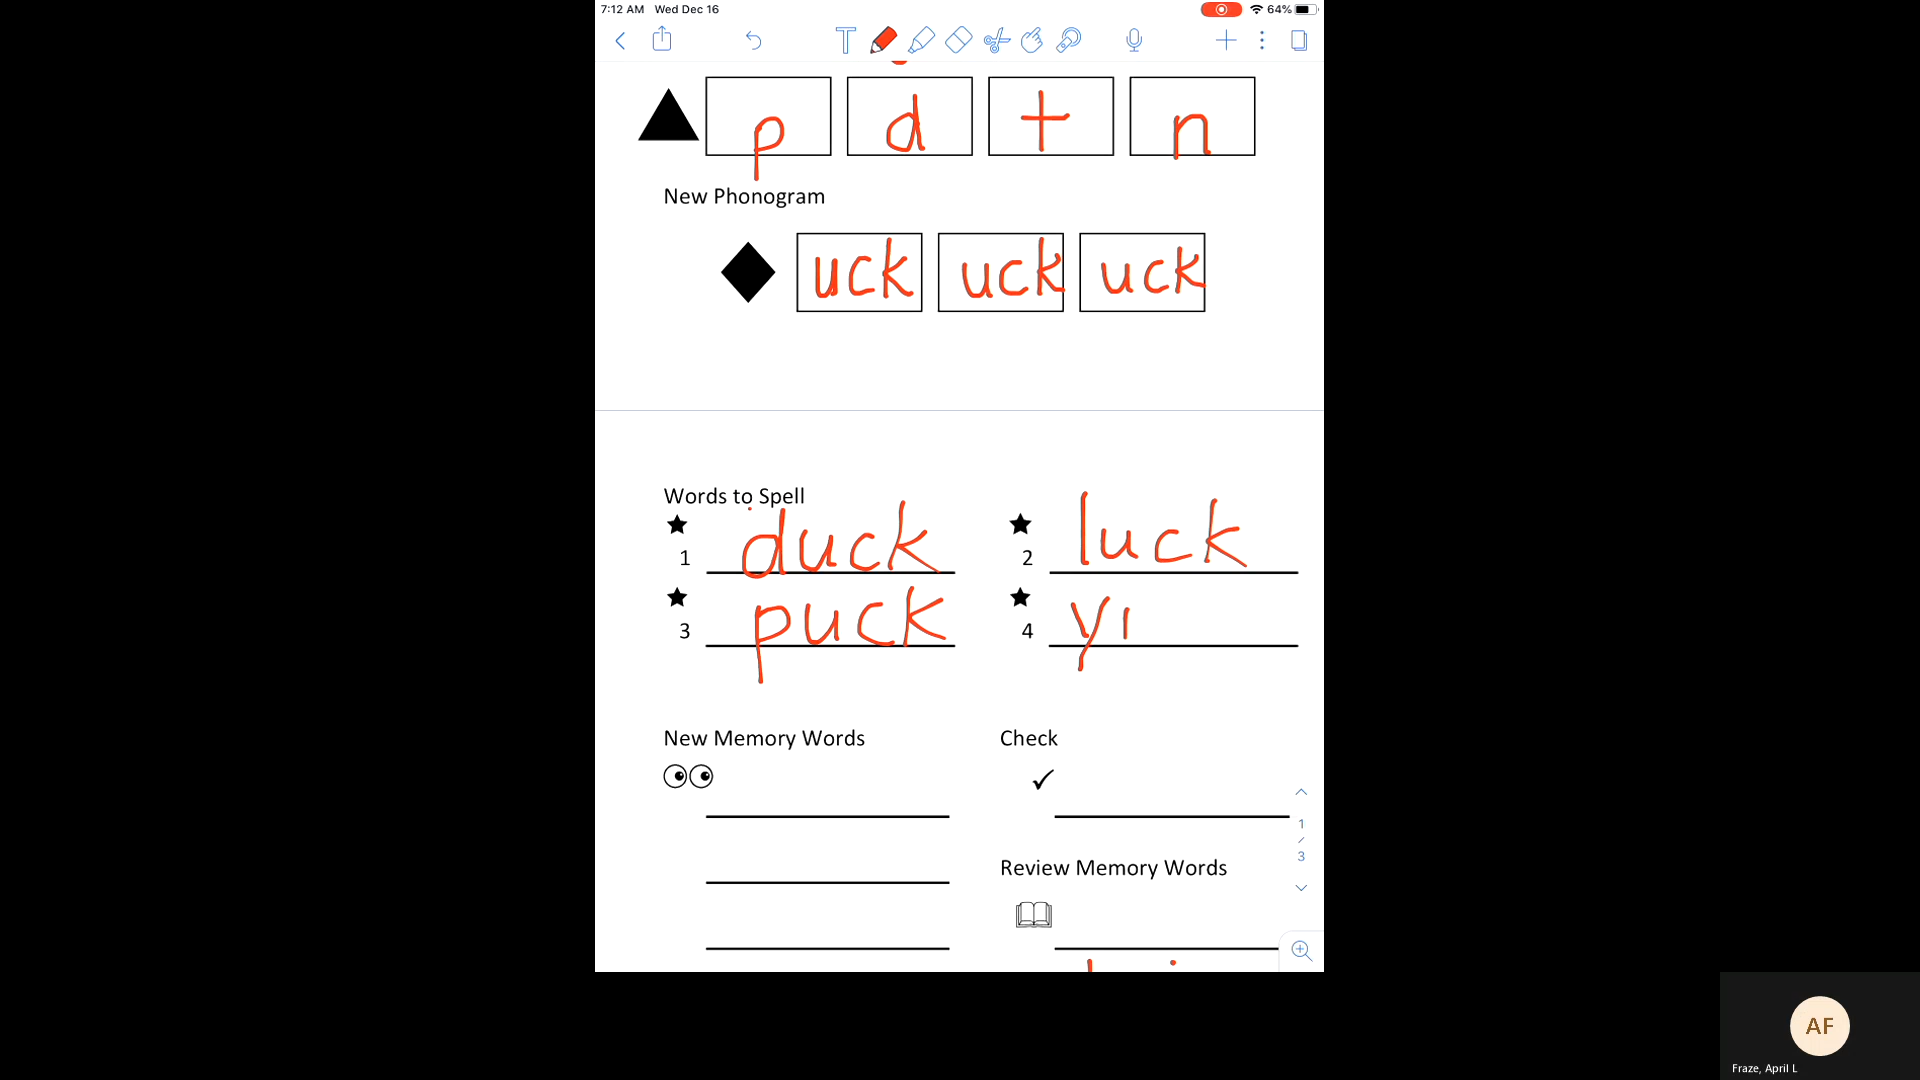 7:12 AM Wed Dec 16 64%
T
p d t n
New Phonogram
uck uck uck
Words to Spell
1 duck 2 luck
3 puck 4 y
New Memory Words Check
1
/
3
Review Memory Words
AF
Fraze, April L